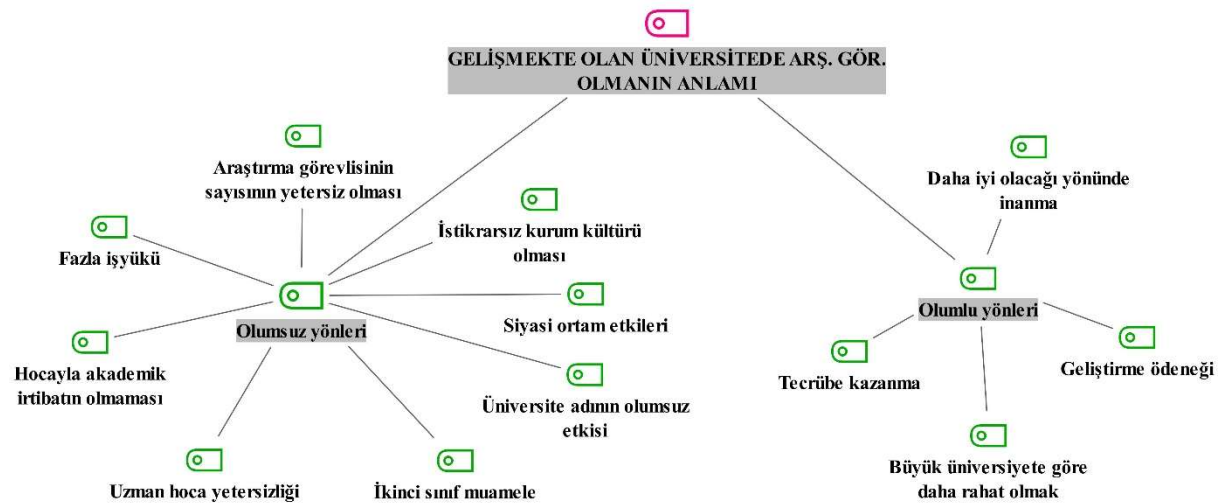 GELİŞMEKTE OLAN ÜNİVERSİTEDE ARŞ. GÖR.
OLMANIN ANLAMI
Araştırma görevlisinin
sayısının yetersiz olması
Daha iyi olacağı yönünde
inanma
Fazla işyükü
İstikrarsız kurum kültürü
olması
Olumsuz yönleri
Siyasi ortam etkileri
Olumlu yönleri
Hocayla akademik
irtibatın olmaması
Üniversite adının olumsuz
etkisi
Tecrübe kazanma
Geliştirme ödeneği
Uzman hoca yetersizliği
İkinci sınıf muamele
Büyük üniversiyete göre
daha rahat olmak